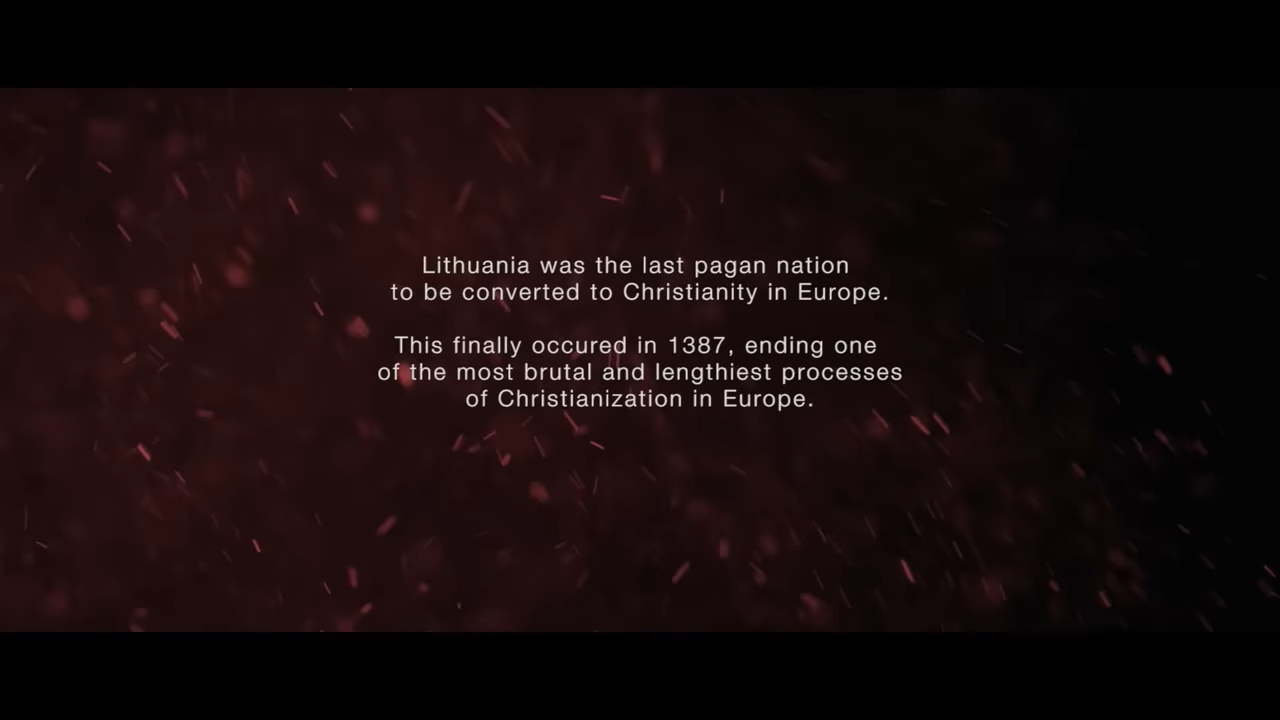 Lithuania was the last pagan nation
to be converted to Christianity in Europe.
This finally occured in 1387, ending one
of the most brutal and lengthiest processes
of Christianization in Europe.